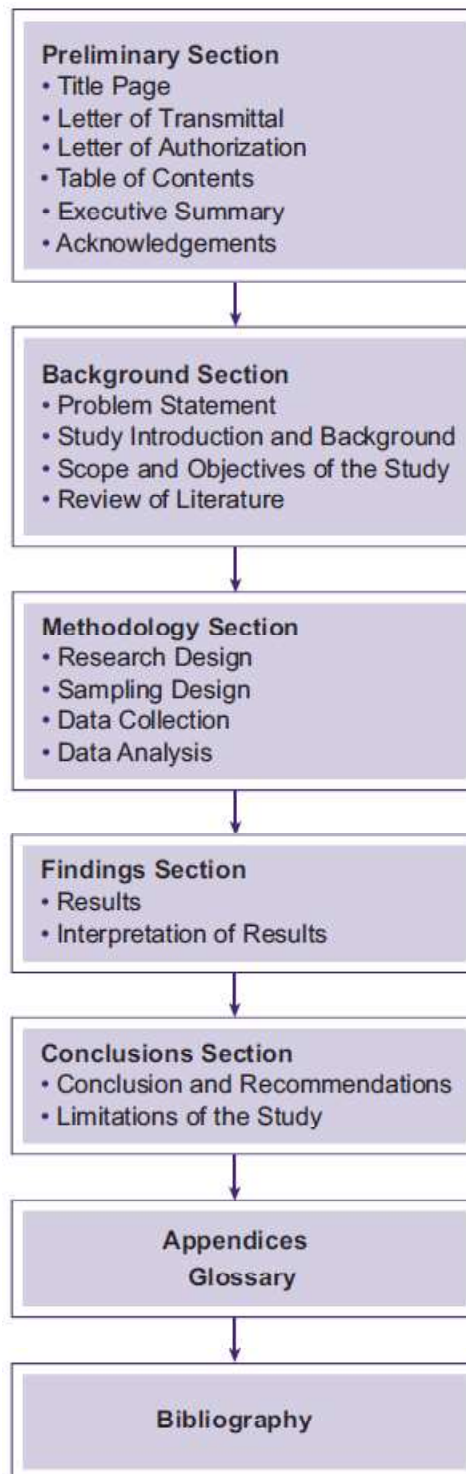 Preliminary Section
• Title Page
• Letter of Transmittal
• Letter of Authorization
• Table of Contents
• Executive Summary
• Acknowledgements
Background Section
• Problem Statement
• Study Introduction and Background
• Scope and Objectives of the Study
• Review of Literature
Methodology Section
• Research Design
• Sampling Design
• Data Collection
• Data Analysis
Findings Section
• Results
• Interpretation of Results
Conclusions Section
• Conclusion and Recommendations
• Limitations of the Study
Appendices
Glossary
Bibliography